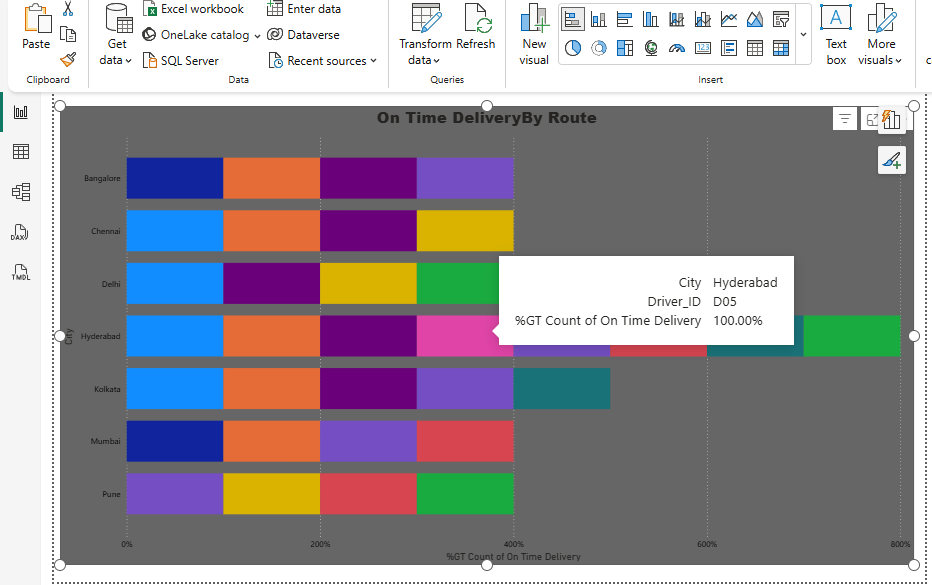 Excel workbook
Enter data
OneLake catalog
Dataverse
SQL Server
Recent sources
Paste
Get
data
Transform
data
Refresh
New
visual
123
A
Text
box
More
visuals
Clipboard
Data
Queries
Insert
DAX
TMDL
On Time DeliveryBy Route
City
Bangalore
Chennai
Delhi
Hyderabad
Kolkata
Mumbai
Pune
City Hyderabad
Driver_ID D05
%GT Count of On Time Delivery 100.00%
0% 200% 400% 600% 800%
%GT Count of On Time Delivery